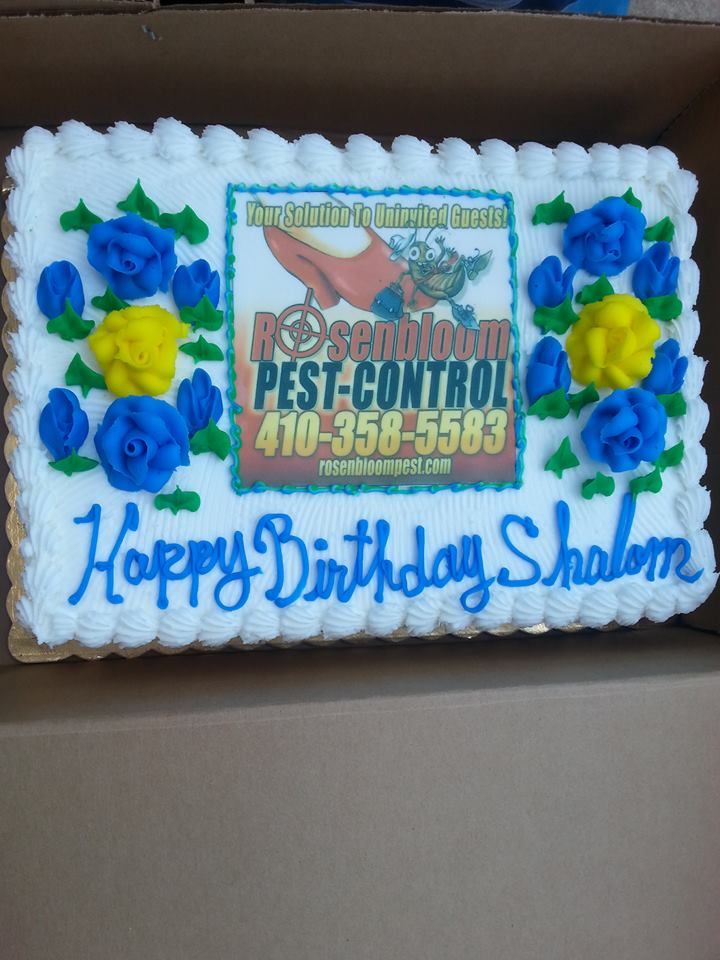 Your Solution To Uninvited Guests!
Rosenbloom
PEST-CONTROL
410-358-5583
rosenbloompest.com
Happy Birthday Shalom